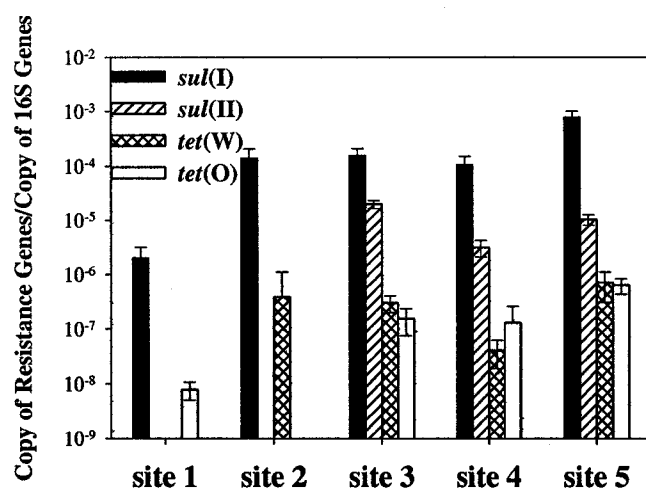 Copy of Resistance Genes/Copy of 16S Genes
10⁻²
10⁻³
10⁻⁴
10⁻⁵
10⁻⁶
10⁻⁷
10⁻⁸
10⁻⁹
sul(I)
sul(II)
tet(W)
tet(O)
site 1 site 2 site 3 site 4 site 5